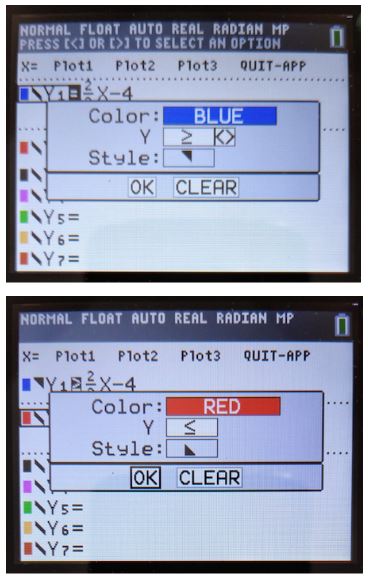 NORMAL FLOAT AUTO REAL RADIAN MP
PRESS [<] OR [>] TO SELECT AN OPTION
X= Plot1 Plot2 Plot3 QUIT-APP
Y1=2 X-4
Color: BLUE
Y ≥ <>
Style:
OK CLEAR
Y5=
Y6=
Y7=
NORMAL FLOAT AUTO REAL RADIAN MP
X= Plot1 Plot2 Plot3 QUIT-APP
Y1≥2 X-4
Color: RED
Y ≤
Style:
OK CLEAR
Y5=
Y6=
Y7=